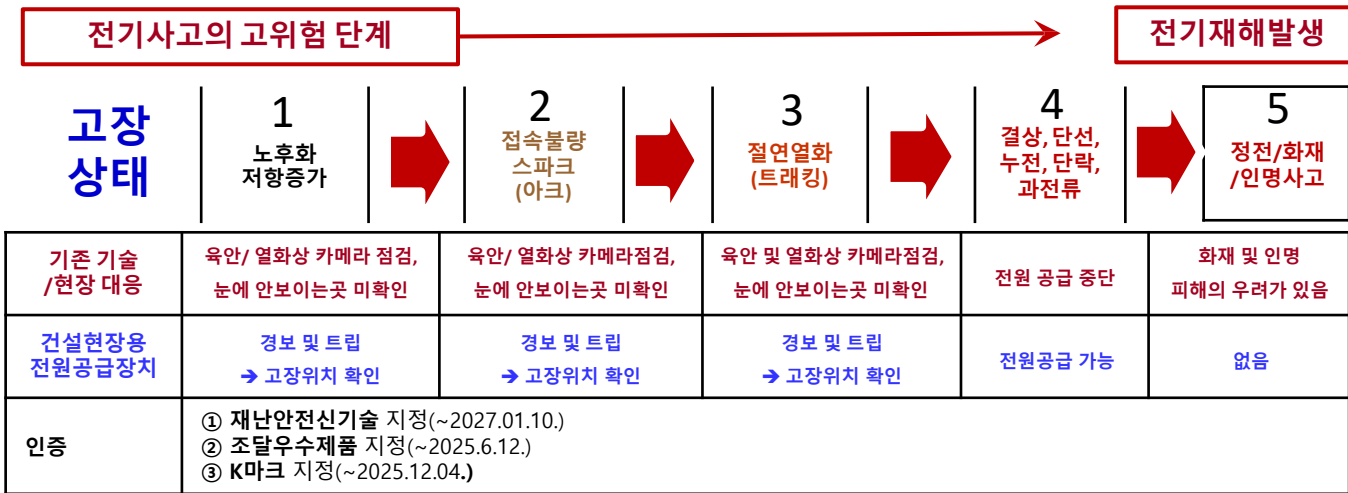 전기사고의 고위험 단계
전기재해발생
고장
상태
1
노후화
저항증가
2
접속불량
스파크
(아크)
3
절연열화
(트래킹)
4
결상, 단선,
누전, 단락,
과전류
5
정전/화재
/인명사고
기존 기술
/현장 대응
육안/ 열화상 카메라 점검,
눈에 안보이는곳 미확인
육안/ 열화상 카메라점검,
눈에 안보이는곳 미확인
육안 및 열화상 카메라점검,
눈에 안보이는곳 미확인
전원 공급 중단
화재 및 인명
피해의 우려가 있음
건설현장용
전원공급장치
경보 및 트립
➔ 고장위치 확인
경보 및 트립
➔ 고장위치 확인
경보 및 트립
➔ 고장위치 확인
전원공급 가능
없음
인증
① 재난안전신기술 지정(~2027.01.10.)
② 조달우수제품 지정(~2025.6.12.)
③ K마크 지정(~2025.12.04.)